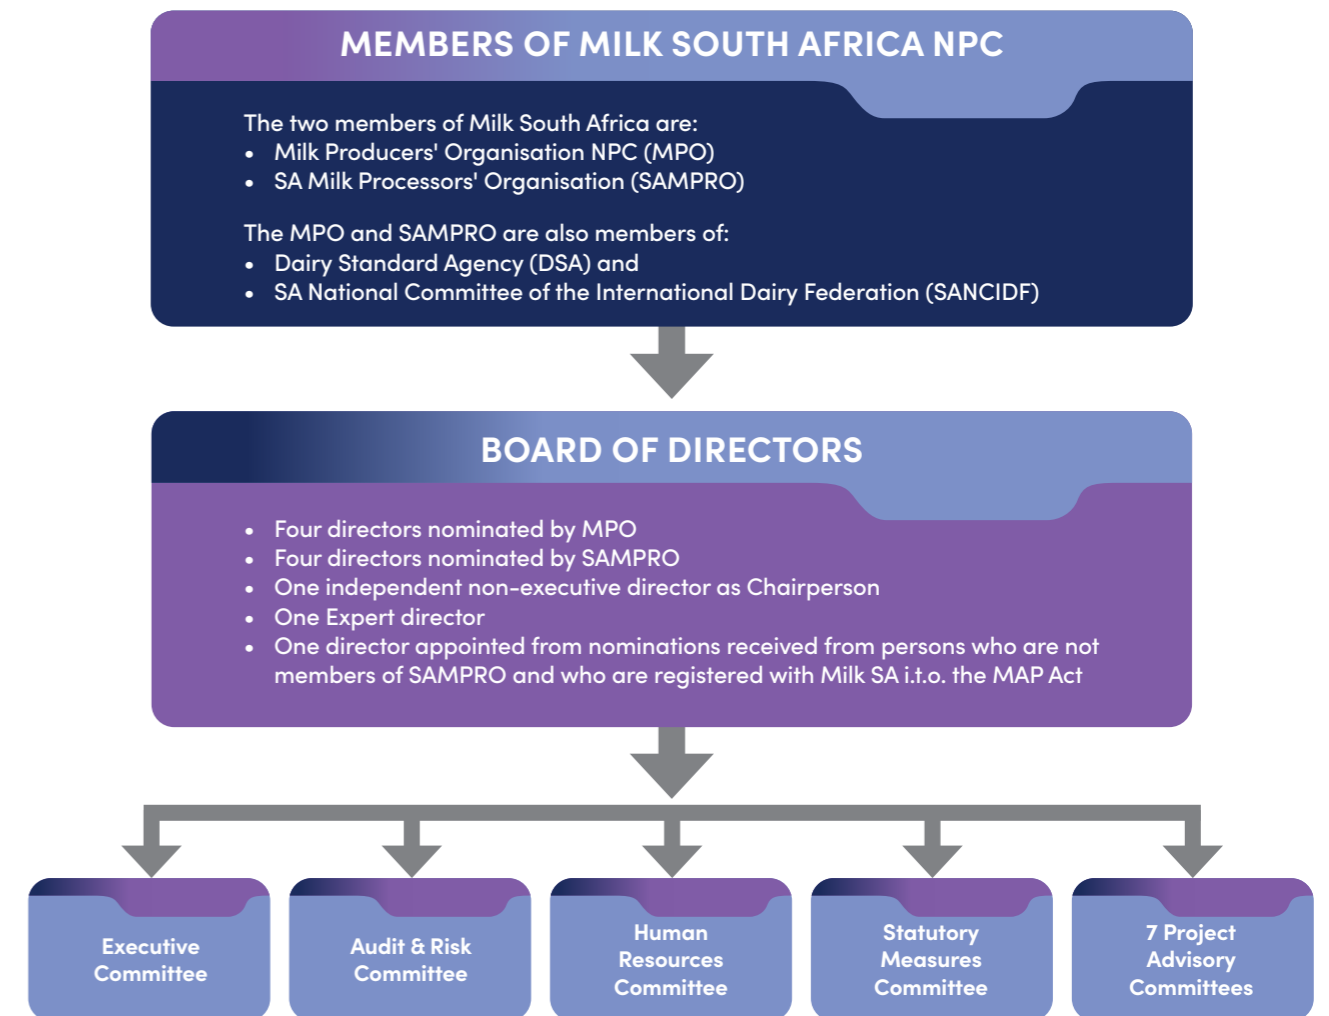 MEMBERS OF MILK SOUTH AFRICA NPC
The two members of Milk South Africa are:
• Milk Producers' Organisation NPC (MPO)
• SA Milk Processors' Organisation (SAMPRO)
The MPO and SAMPRO are also members of:
• Dairy Standard Agency (DSA) and
• SA National Committee of the International Dairy Federation (SANCIDF)
BOARD OF DIRECTORS
• Four directors nominated by MPO
• Four directors nominated by SAMPRO
• One independent non-executive director as Chairperson
• One Expert director
• One director appointed from nominations received from persons who are not
members of SAMPRO and who are registered with Milk SA i.t.o. the MAP Act
Executive
Committee
Audit & Risk
Committee
Human
Resources
Committee
Statutory
Measures
Committee
7 Project
Advisory
Committees